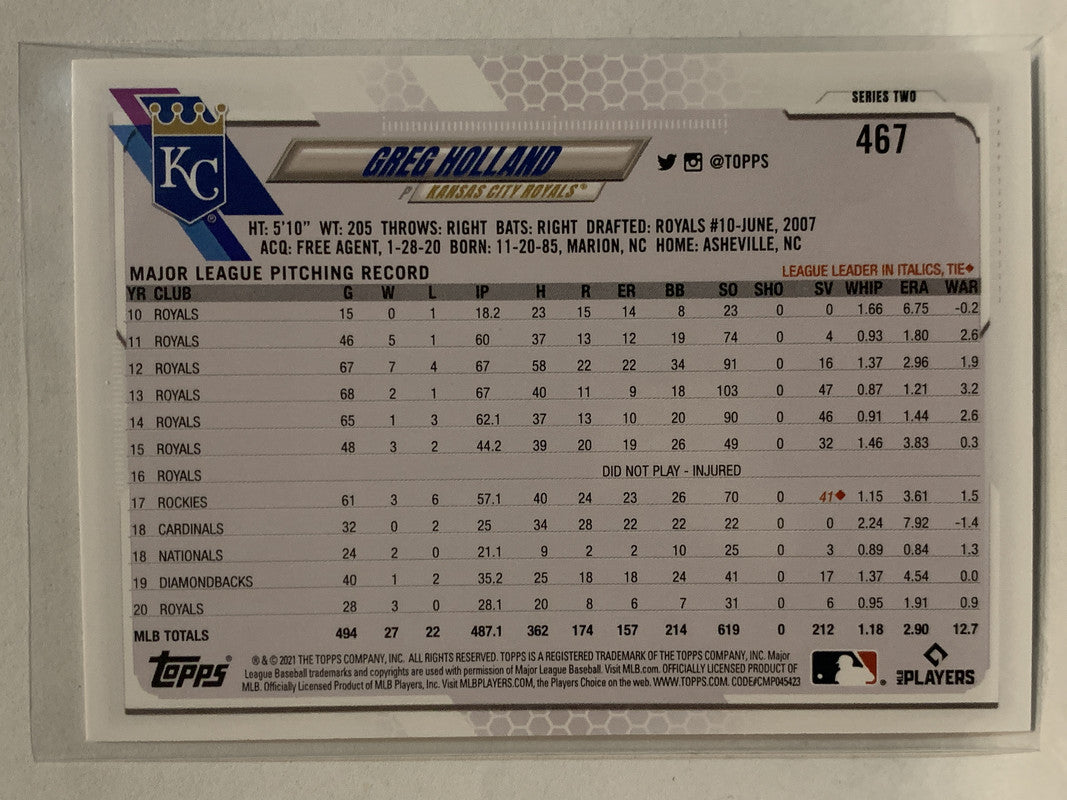 SERIES TWO
467
KC
®
GREG HOLLAND
@TOPPS
P KANSAS CITY ROYALS®
HT: 5'10" WT: 205 THROWS: RIGHT BATS: RIGHT DRAFTED: ROYALS #10-JUNE, 2007
ACQ: FREE AGENT, 1-28-20 BORN: 11-20-85, MARION, NC HOME: ASHEVILLE, NC
MAJOR LEAGUE PITCHING RECORD LEAGUE LEADER IN ITALICS, TIE◆
YR CLUB G W L IP H R ER BB SO SHO SV WHIP ERA WAR
10 ROYALS 15 0 1 18.2 23 15 14 8 23 0 0 1.66 6.75 -0.2
11 ROYALS 46 5 1 60 37 13 12 19 74 0 4 0.93 1.80 2.6
12 ROYALS 67 7 4 67 58 22 22 34 91 0 16 1.37 2.96 1.9
13 ROYALS 68 2 1 67 40 11 9 18 103 0 47 0.87 1.21 3.2
14 ROYALS 65 1 3 62.1 37 13 10 20 90 0 46 0.91 1.44 2.6
15 ROYALS 48 3 2 44.2 39 20 19 26 49 0 32 1.46 3.83 0.3
16 ROYALS DID NOT PLAY - INJURED
17 ROCKIES 61 3 6 57.1 40 24 23 26 70 0 41◆ 1.15 3.61 1.5
18 CARDINALS 32 0 2 25 34 28 22 22 22 0 0 2.24 7.92 -1.4
18 NATIONALS 24 2 0 21.1 9 2 2 10 25 0 3 0.89 0.84 1.3
19 DIAMONDBACKS 40 1 2 35.2 25 18 18 24 41 0 17 1.37 4.54 0.0
20 ROYALS 28 3 0 28.1 20 8 6 7 31 0 6 0.95 1.91 0.9
MLB TOTALS 494 27 22 487.1 362 174 157 214 619 0 212 1.18 2.90 12.7
Topps®
® & © 2021 THE TOPPS COMPANY, INC. ALL RIGHTS RESERVED. TOPPS IS A REGISTERED TRADEMARK OF THE TOPPS COMPANY, INC. Major
League Baseball trademarks and copyrights are used with permission of Major League Baseball. Visit MLB.com. OFFICIALLY LICENSED PRODUCT OF
MLB. Officially Licensed Product of MLB Players, Inc. Visit MLBPLAYERS.COM, the Players Choice on the web. WWW.TOPPS.COM. CODE#CMP045423
MLB PLAYERS